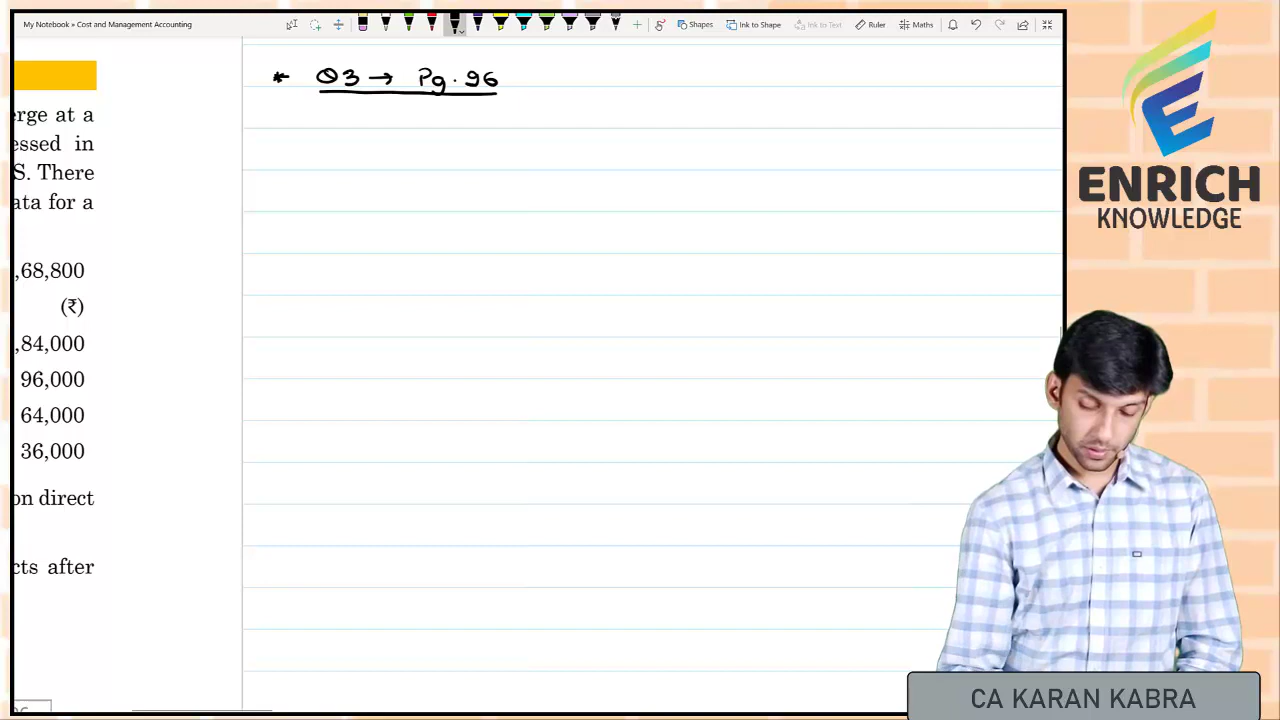 My Notebook » Cost and Management Accounting
Shapes
Ink to Shape
Ink to Text
Ruler
Maths
* Q3 → Pg. 96
erge at a
essed in
S. There
ata for a
,68,800
(₹)
,84,000
96,000
64,000
36,000
on direct
cts after
ENRICH
KNOWLEDGE
CA KARAN KABRA